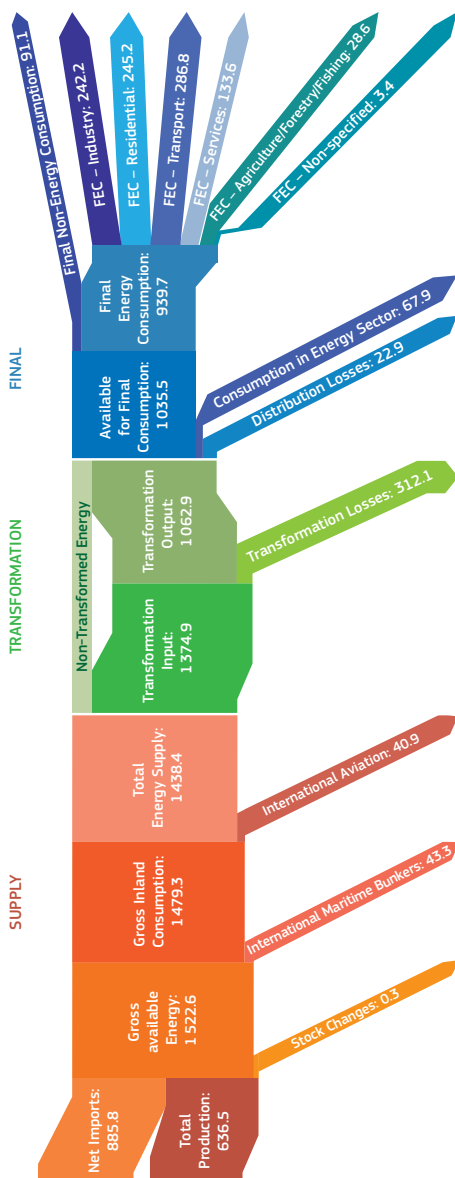 SUPPLY
TRANSFORMATION
FINAL
Net Imports:
885.8
Total
Production:
636.5
Gross
available
Energy:
1 522.6
Stock Changes: 0.3
Gross Inland
Consumption:
1 479.3
International Maritime Bunkers: 43.3
Total
Energy Supply:
1 438.4
International Aviation: 40.9
Non-Transformed Energy
Transformation
Input:
1 374.9
Transformation
Output:
1 062.9
Transformation Losses: 312.1
Available
for Final
Consumption:
1 035.5
Consumption in Energy Sector: 67.9
Distribution Losses: 22.9
Final
Energy
Consumption:
939.7
Final Non-Energy Consumption: 91.1
FEC – Industry: 242.2
FEC – Residential: 245.2
FEC – Transport: 286.8
FEC – Services: 133.6
FEC – Agriculture/Forestry/Fishing: 28.6
FEC – Non-specified: 3.4